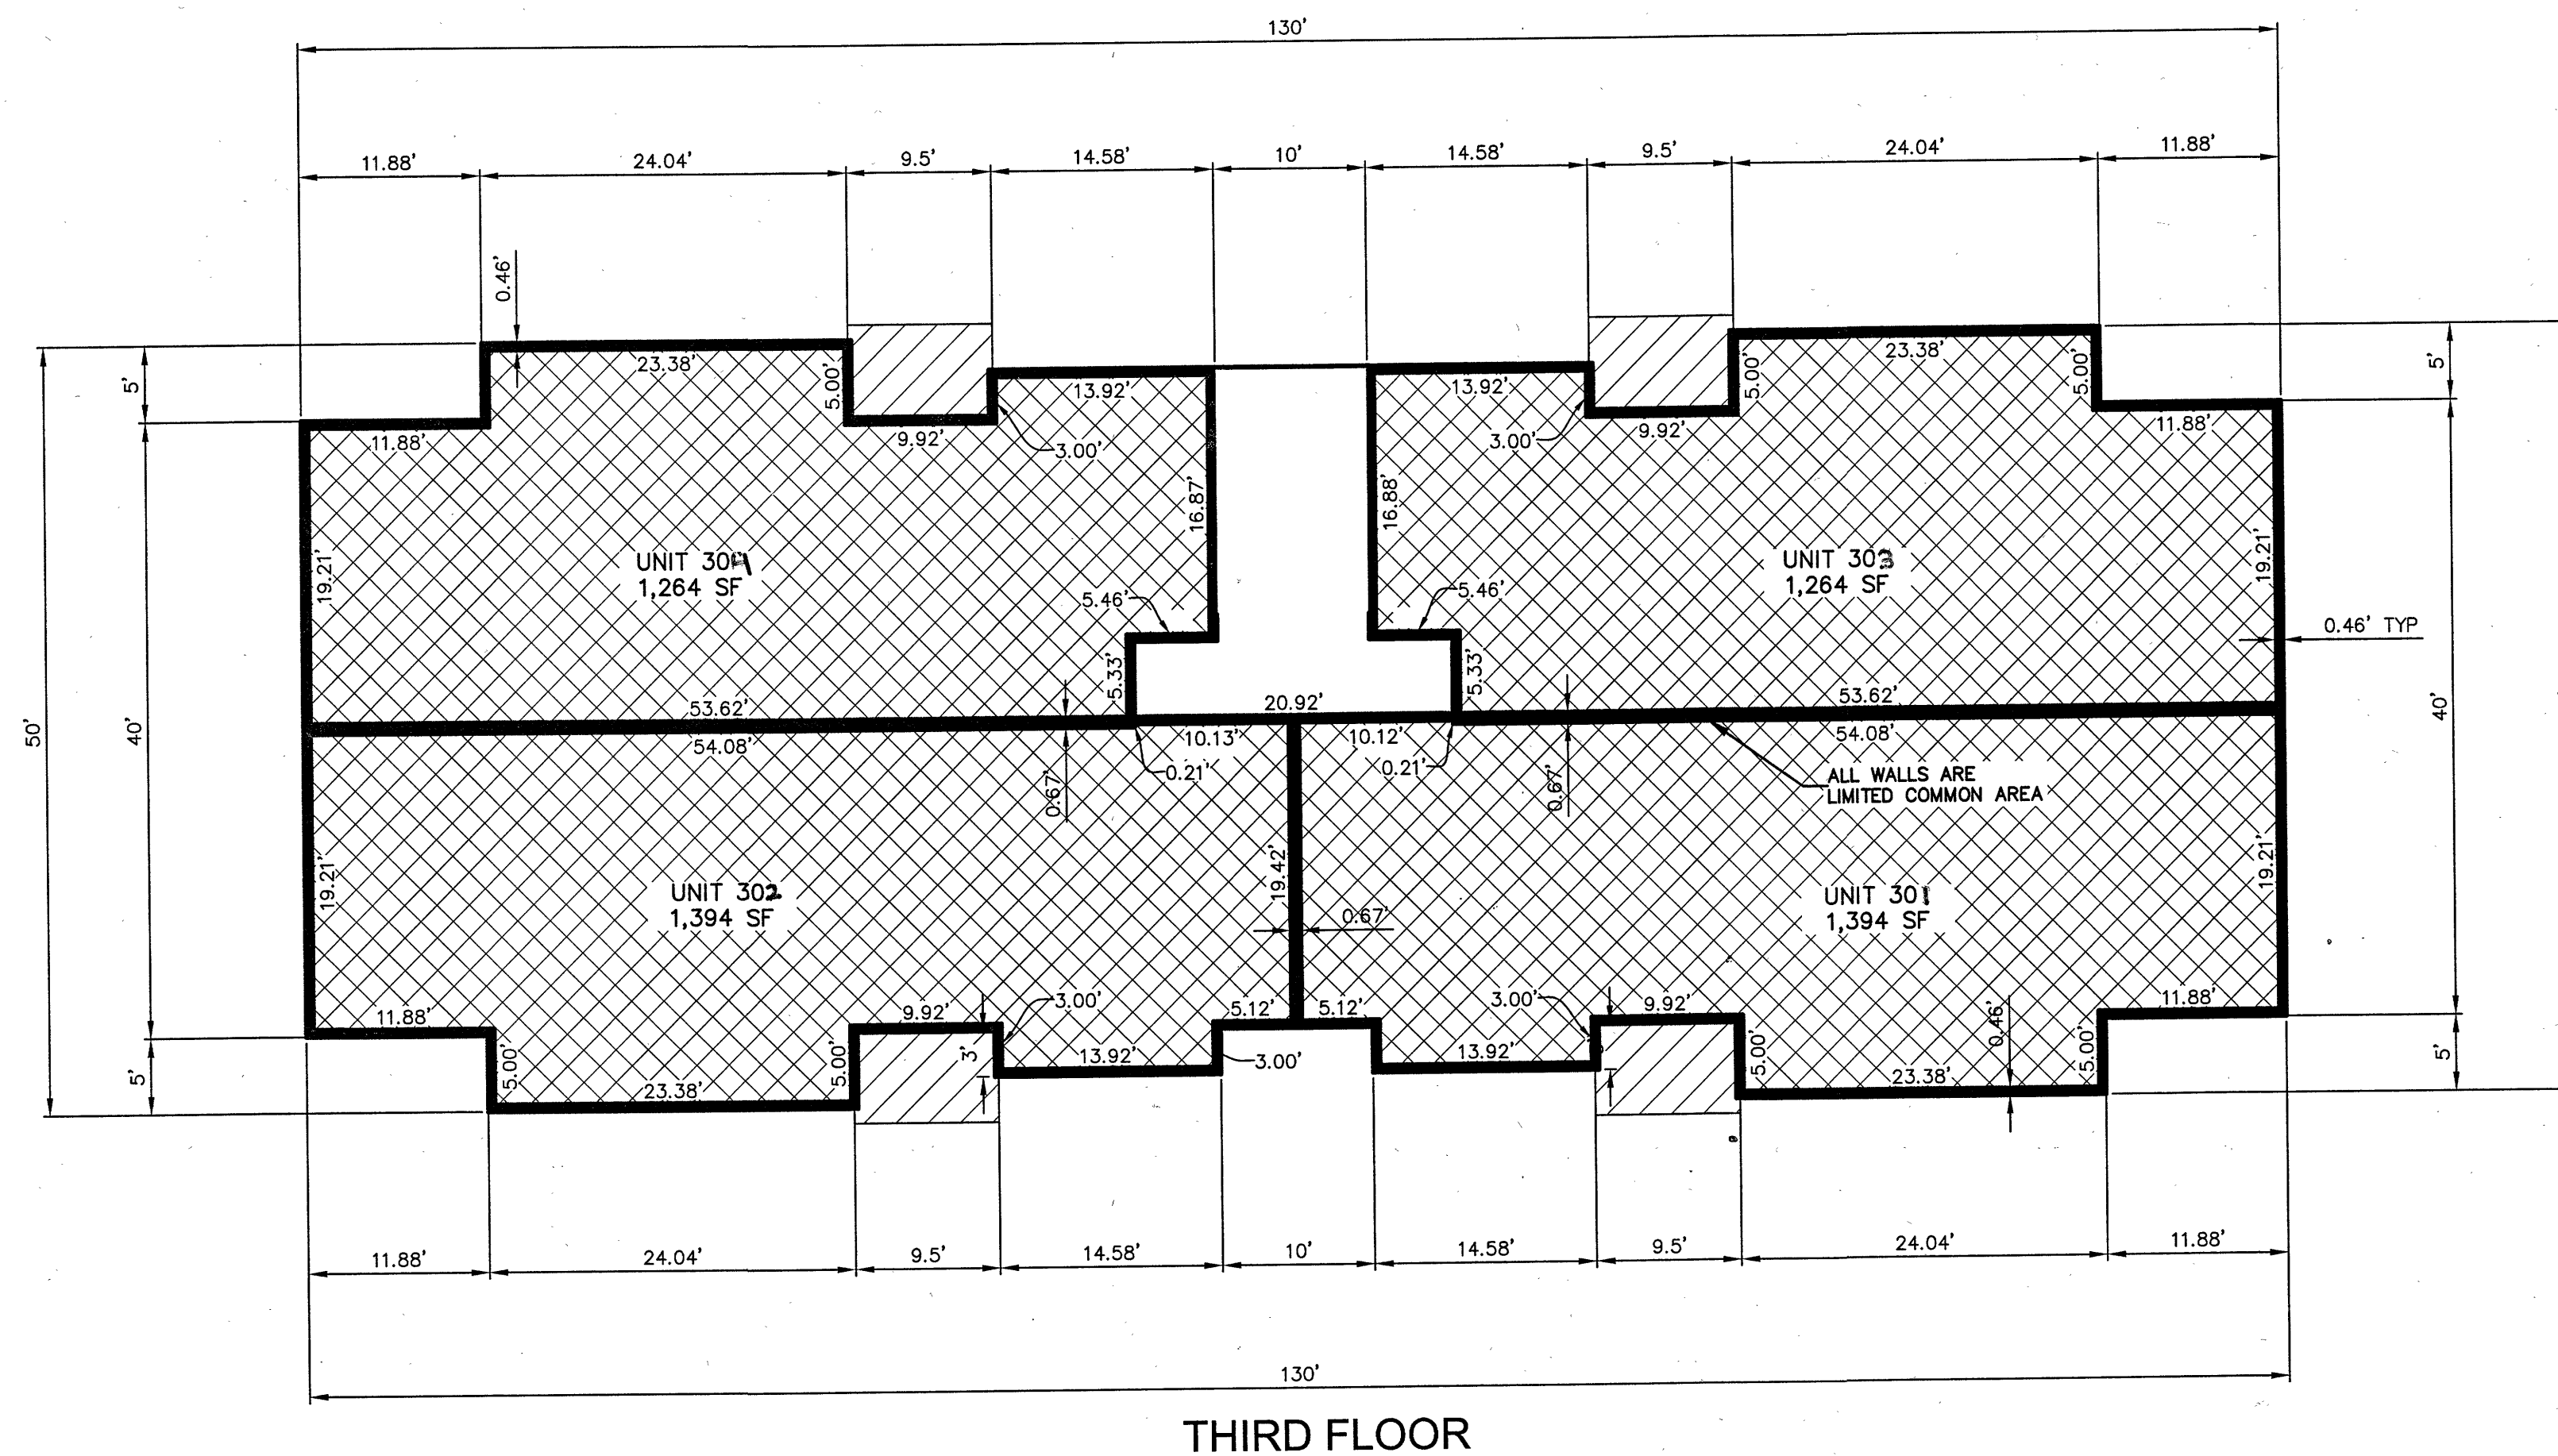 130'
11.88' 24.04' 9.5' 14.58' 10' 14.58' 9.5' 24.04' 11.88'
0.46'
5' 23.38' 5.00' 13.92' 13.92' 5.00' 23.38' 5.00' 5'
11.88' 9.92' 3.00' 3.00' 9.92' 11.88'
16.87' 16.88'
19.21' UNIT 304 UNIT 303 19.21'
1,264 SF 1,264 SF
5.46' 5.46'
0.46' TYP
5.33' 5.33'
53.62' 20.92' 53.62'
50' 40' 40'
54.08' 10.13' 10.12' 54.08'
0.67' 0.21' 0.21' 0.67'
ALL WALLS ARE
LIMITED COMMON AREA
19.21' UNIT 302 19.42' UNIT 301 19.21'
1,394 SF 0.67' 1,394 SF
11.88' 9.92' 3.00' 5.12' 5.12' 3.00' 9.92' 0.46' 11.88'
5' 5.00' 5.00' 3' 13.92' 3.00' 13.92' 5.00' 5.00' 5'
23.38' 23.38'
11.88' 24.04' 9.5' 14.58' 10' 14.58' 9.5' 24.04' 11.88'
130'
THIRD FLOOR